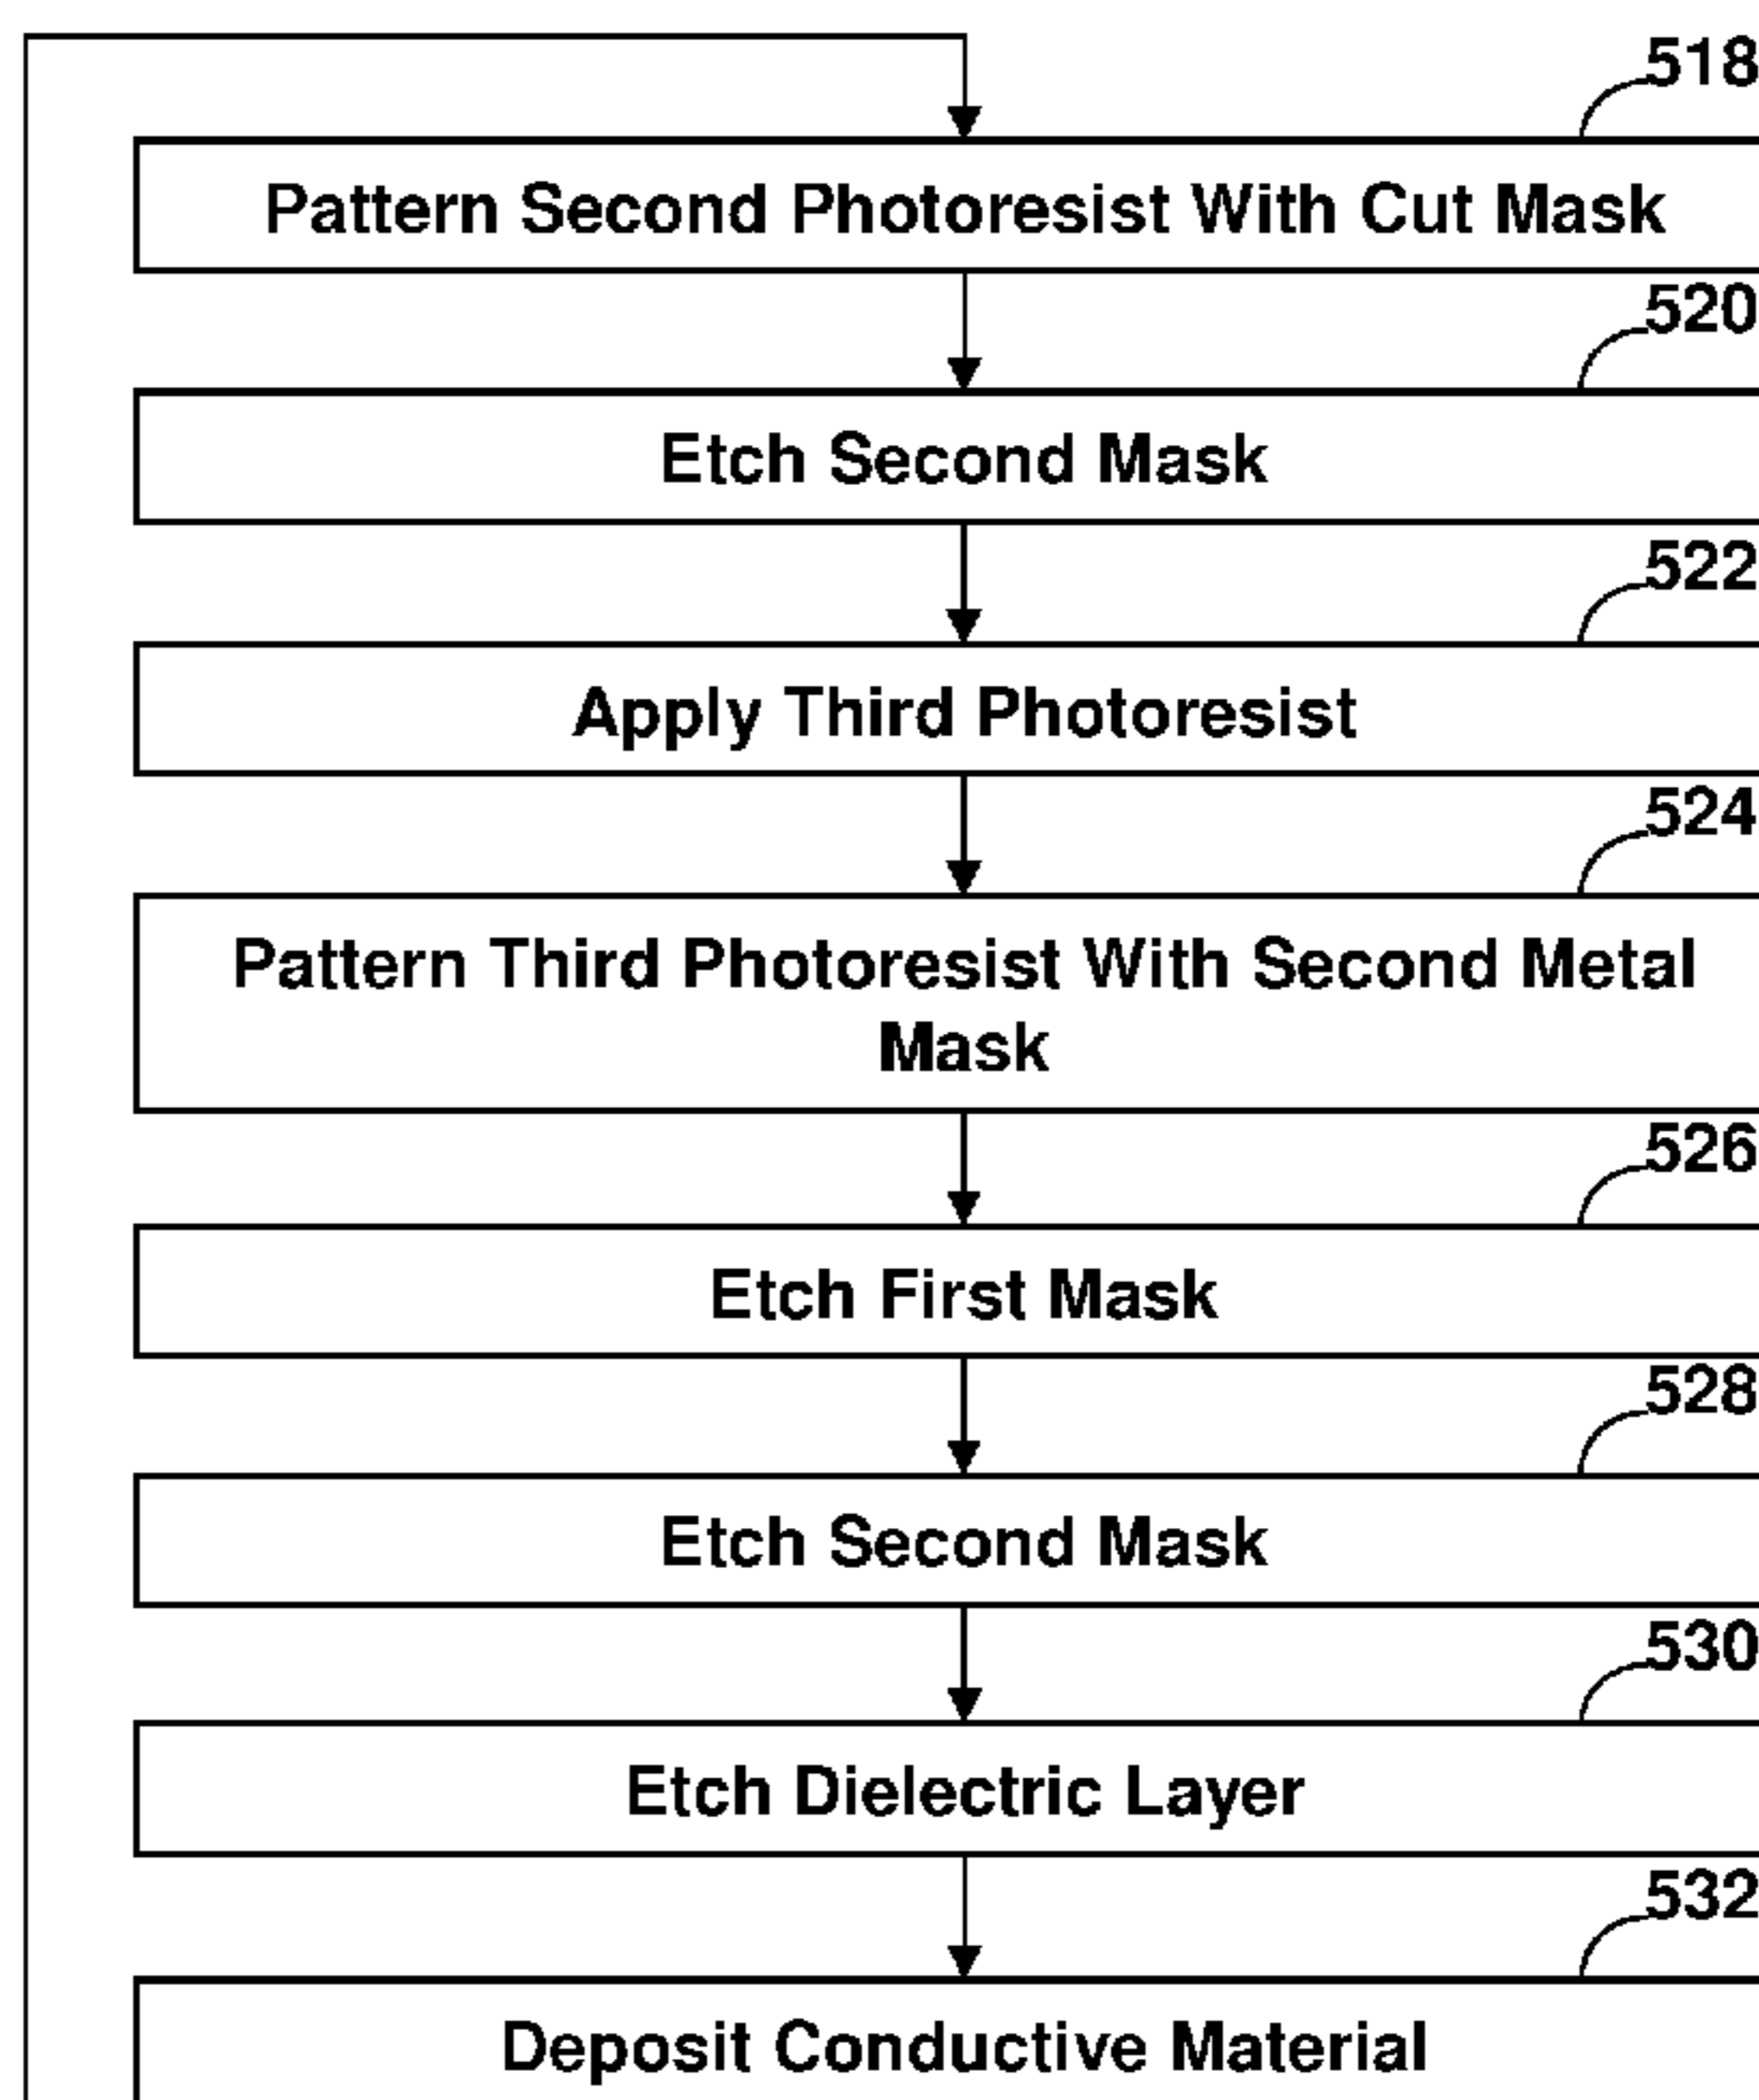 518
Pattern Second Photoresist With Cut Mask
520
Etch Second Mask
522
Apply Third Photoresist
524
Pattern Third Photoresist With Second Metal
Mask
526
Etch First Mask
528
Etch Second Mask
530
Etch Dielectric Layer
532
Deposit Conductive Material